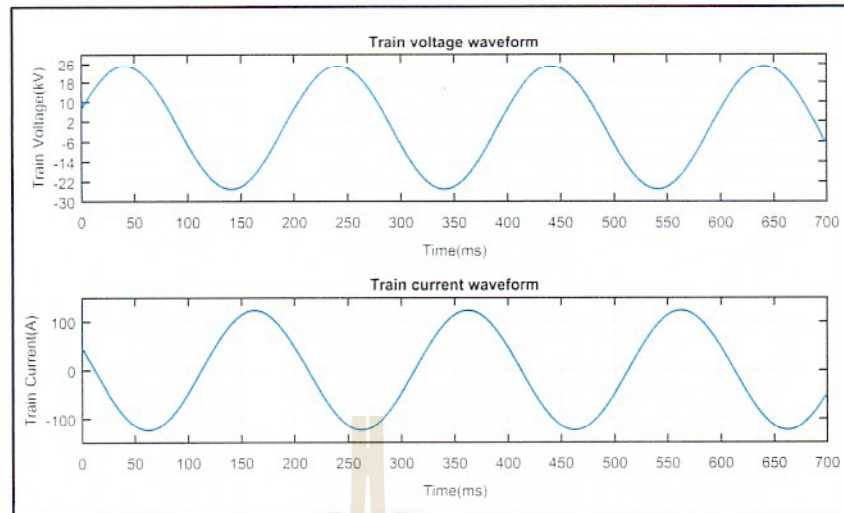 Train voltage waveform
26
18
10
2
-6
-14
-22
-30
Train Voltage(kV)
0 50 100 150 200 250 300 350 400 450 500 550 600 650 700
Time(ms)
Train current waveform
100
0
-100
Train Current(A)
0 50 100 150 200 250 300 350 400 450 500 550 600 650 700
Time(ms)